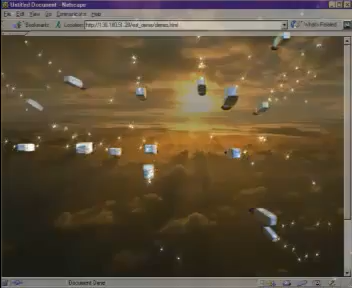 Untitled Document - Netscape
File Edit View Go Communicator Help
Bookmarks Location: What's Related
Document: Done